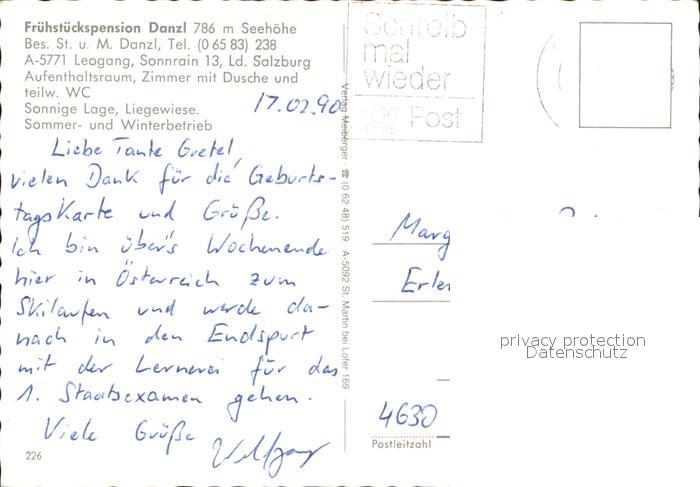 Frühstückspension Danzl 786 m Seehöhe
Bes. St. u. M. Danzl, Tel. (0 65 83) 238
A-5771 Leogang, Sonnrain 13, Ld. Salzburg
Aufenthaltsraum, Zimmer mit Dusche und
teilw. WC
Sonnige Lage, Liegewiese.
Sommer- und Winterbetrieb
17.02.90
Liebe Tante Gretel,
vielen Dank für die Geburts-
tagskarte und Grüße.
Ich bin über's Wochenende
hier in Österreich zum
Skilaufen und werde da-
nach in den Endspurt
mit der Lernerei für das
1. Staatsexamen gehen.
Viele Grüße
226
Verlag Meiberger ☎ (0 62 48) 519 A-5092 St. Martin bei Lofer 169
Schreib
mal
wieder
Post
Marg
Erle
4630
Postleitzahl
privacy protection
Datenschutz